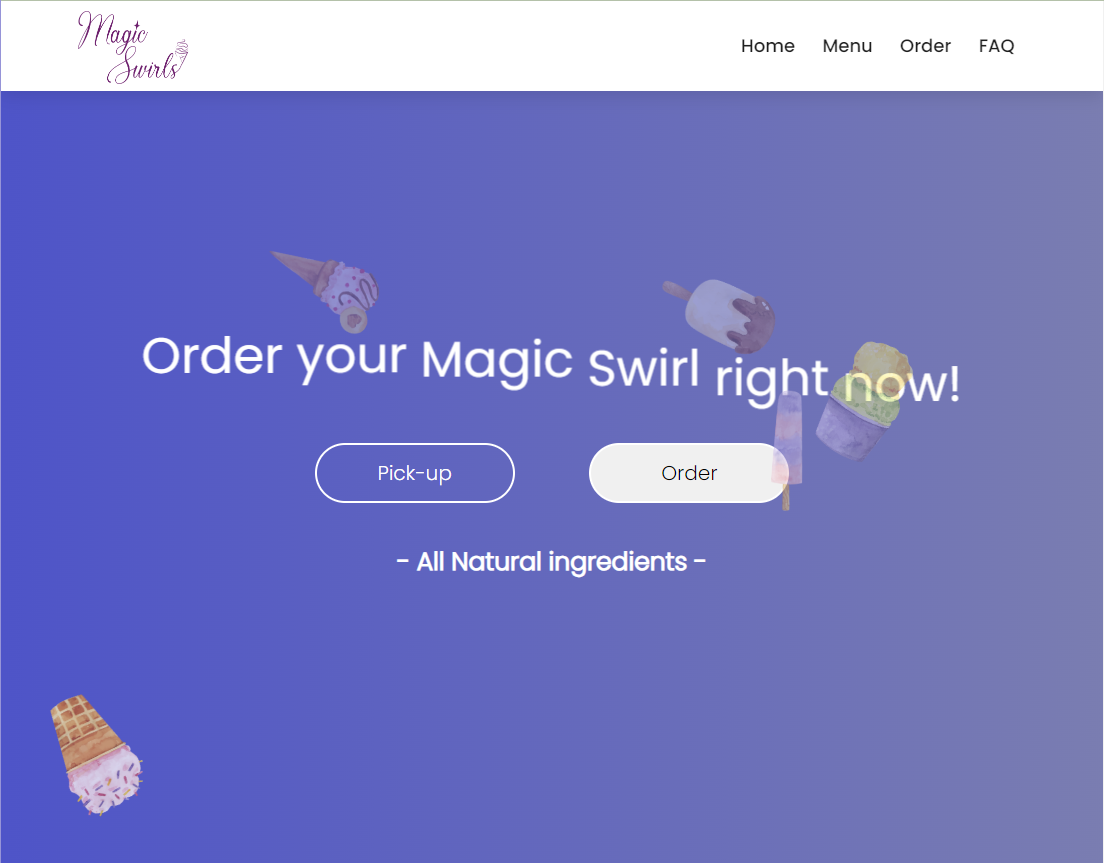 Magic
Swirls
Home Menu Order FAQ
Order your Magic Swirl right now!
Pick-up Order
- All Natural ingredients -